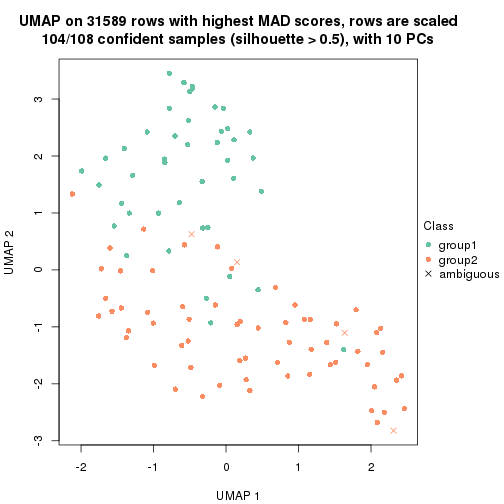 UMAP on 31589 rows with highest MAD scores, rows are scaled
104/108 confident samples (silhouette > 0.5), with 10 PCs
3
2
1
0
-1
-2
-3
UMAP 2
-2 -1 0 1 2
UMAP 1
Class
group1
group2
ambiguous